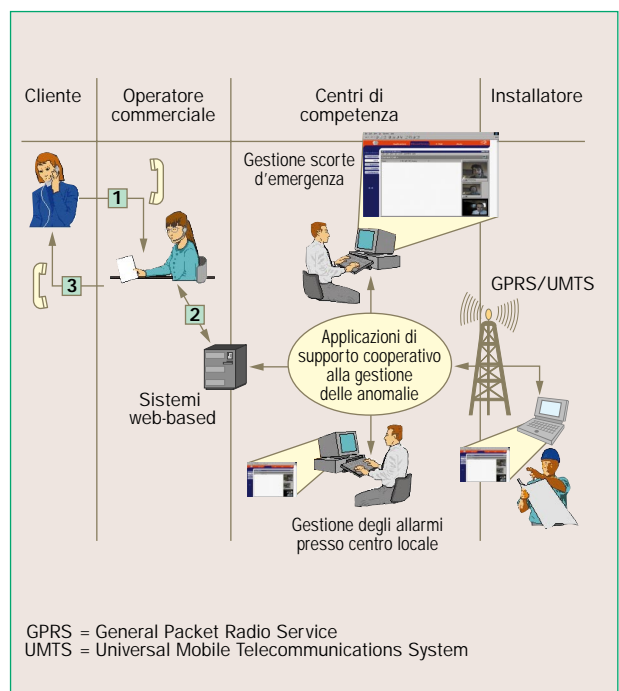 Cliente
Operatore
commerciale
Centri di
competenza
Installatore
Gestione scorte
d'emergenza
1
3
2
GPRS/UMTS
Applicazioni di
supporto cooperativo
alla gestione
delle anomalie
Sistemi
web-based
Gestione degli allarmi
presso centro locale
GPRS = General Packet Radio Service
UMTS = Universal Mobile Telecommunications System